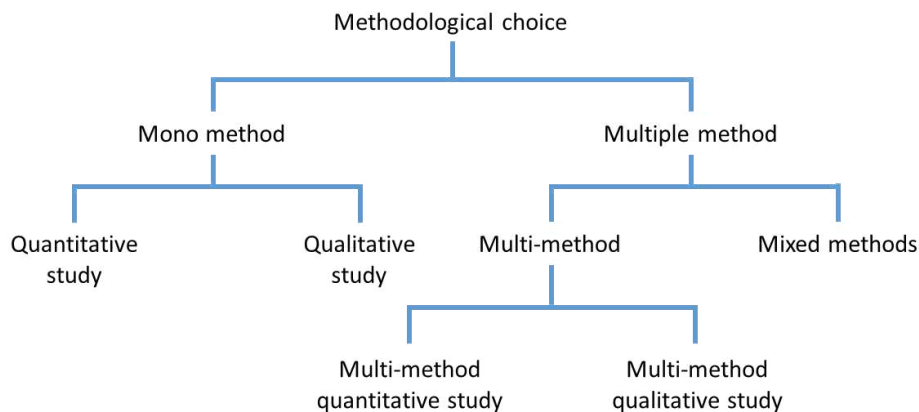 Methodological choice
Mono method
Multiple method
Quantitative
study
Qualitative
study
Multi-method
Mixed methods
Multi-method
quantitative study
Multi-method
qualitative study